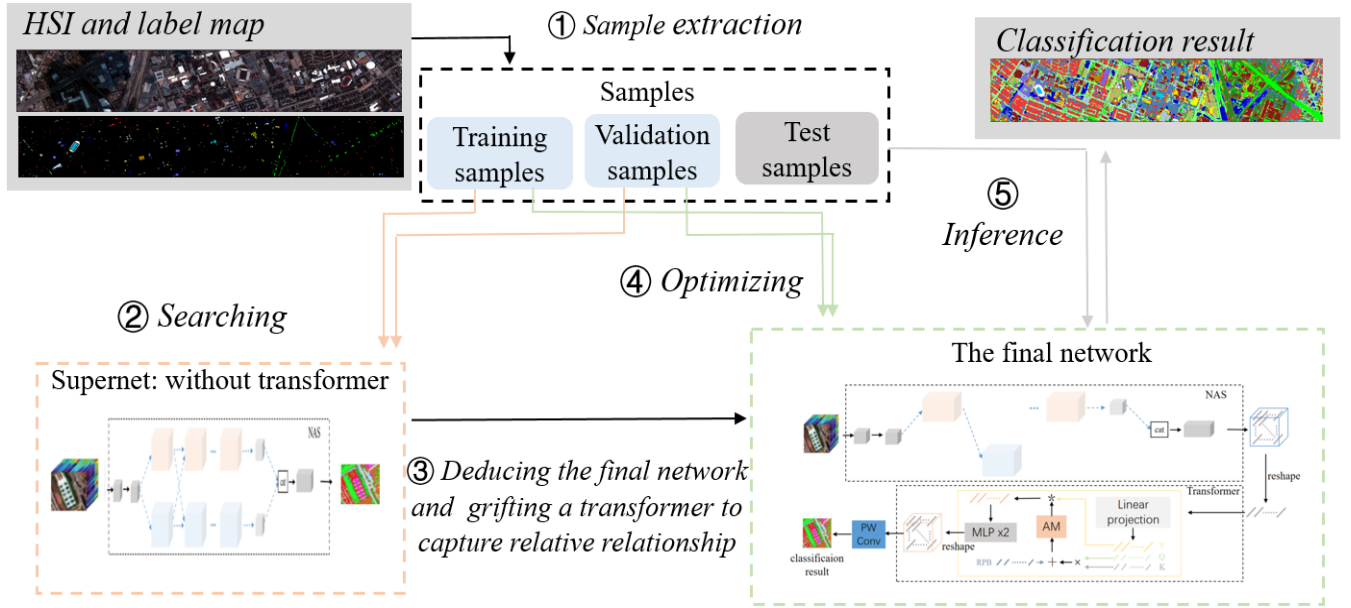 HSI and label map
① Sample extraction
Classification result
Samples
Training
samples
Validation
samples
Test
samples
⑤
Inference
④ Optimizing
② Searching
Supernet: without transformer
NAS
cat
③ Deducing the final network
and grifting a transformer to
capture relative relationship
The final network
NAS
cat
reshape
Transformer
Linear
projection
*
AM
MLP x2
reshape
PW
Conv
classificaion
result
RPB
+
×
V
Q
K